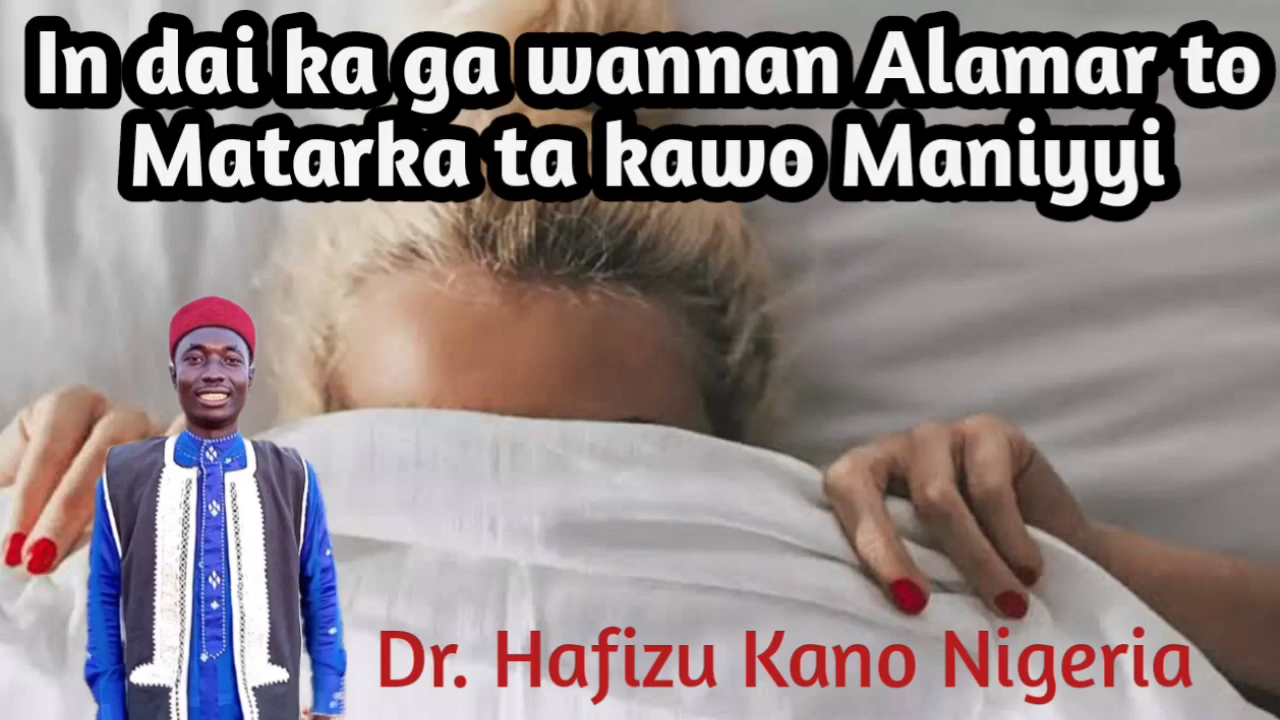 In dai ka ga wannan Alamar to
Matarka ta kawo Maniyyi
Dr. Hafizu Kano Nigeria